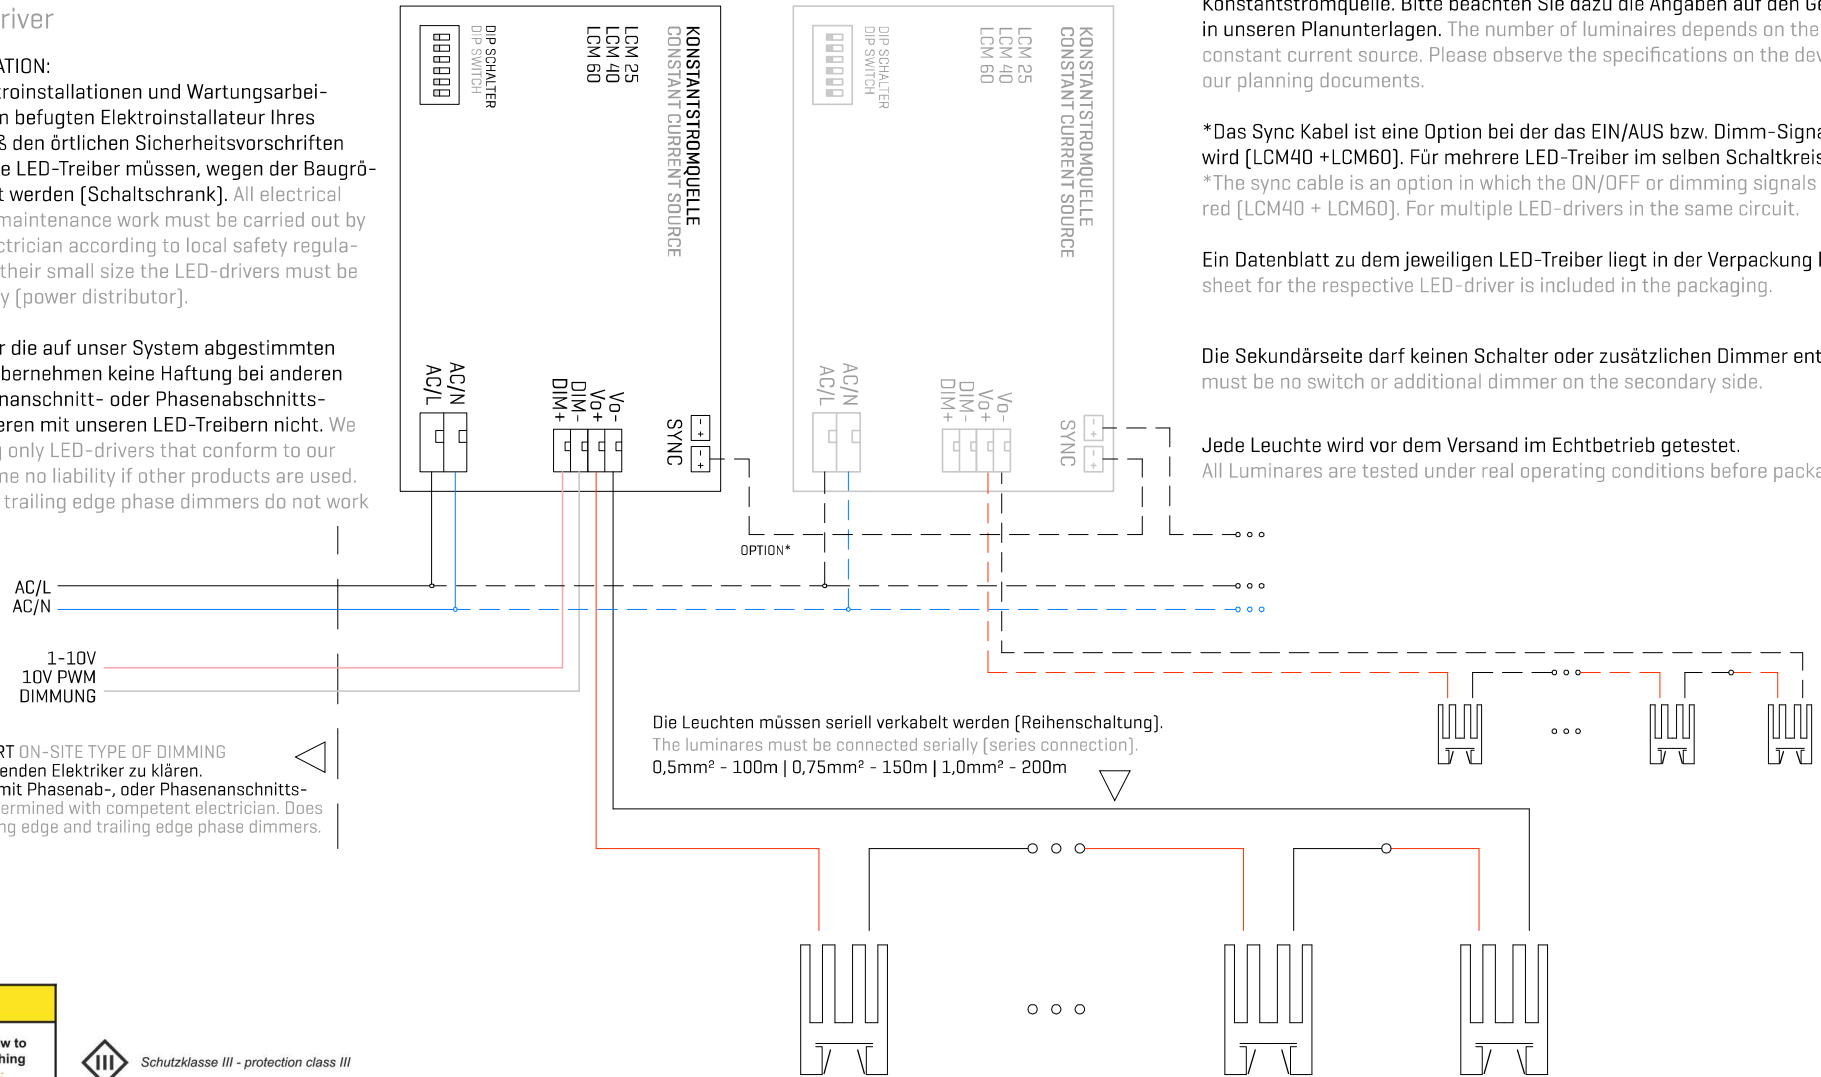 river
ATION:
troinstallationen und Wartungsarbei-
n befugten Elektroinstallateur Ihres
ß den örtlichen Sicherheitsvorschriften
e LED-Treiber müssen, wegen der Baugrö-
t werden (Schaltschrank). All electrical
maintenance work must be carried out by
ctrician according to local safety regula-
their small size the LED-drivers must be
y (power distributor).
r die auf unser System abgestimmten
bernehmen keine Haftung bei anderen
nanschnitt- oder Phasenabschnitts-
eren mit unseren LED-Treibern nicht. We
g only LED-drivers that conform to our
me no liability if other products are used.
trailing edge phase dimmers do not work
DIP SCHALTER
DIP SWITCH
LCM 25
LCM 40
LCM 60
KONSTANTSTROMQUELLE
CONSTANT CURRENT SOURCE
AC/L
AC/N
DIM+
DIM-
Vo+
Vo-
SYNC
- +
- +
DIP SCHALTER
DIP SWITCH
LCM 25
LCM 40
LCM 60
KONSTANTSTROMQUELLE
CONSTANT CURRENT SOURCE
AC/L
AC/N
DIM+
DIM-
Vo+
Vo-
SYNC
- +
- +
Konstantstromquelle. Bitte beachten Sie dazu die Angaben auf den Ge
in unseren Planunterlagen. The number of luminaires depends on the
constant current source. Please observe the specifications on the dev
our planning documents.
*Das Sync Kabel ist eine Option bei der das EIN/AUS bzw. Dimm-Signa
wird (LCM40 +LCM60). Für mehrere LED-Treiber im selben Schaltkreis
*The sync cable is an option in which the ON/OFF or dimming signals
red (LCM40 + LCM60). For multiple LED-drivers in the same circuit.
Ein Datenblatt zu dem jeweiligen LED-Treiber liegt in der Verpackung
sheet for the respective LED-driver is included in the packaging.
Die Sekundärseite darf keinen Schalter oder zusätzlichen Dimmer ent
must be no switch or additional dimmer on the secondary side.
Jede Leuchte wird vor dem Versand im Echtbetrieb getestet.
All Luminares are tested under real operating conditions before packa
OPTION*
AC/L
AC/N
1-10V
10V PWM
DIMMUNG
RT ON-SITE TYPE OF DIMMING
enden Elektriker zu klären.
mit Phasenab-, oder Phasenanschnitts-
ermined with competent electrician. Does
ng edge and trailing edge phase dimmers.
Die Leuchten müssen seriell verkabelt werden (Reihenschaltung).
The luminares must be connected serially (series connection).
0,5mm² - 100m | 0,75mm² - 150m | 1,0mm² - 200m
w to
hing
III
Schutzklasse III - protection class III